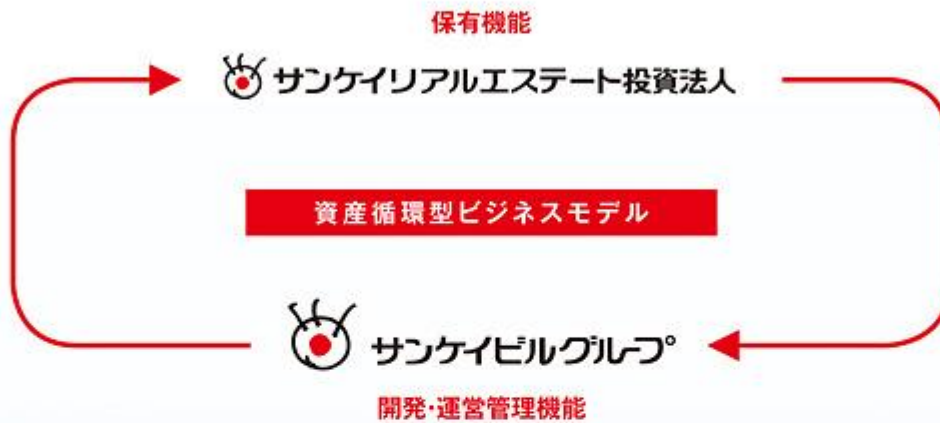 保有機能
サンケイリアルエステート投資法人
資産循環型ビジネスモデル
サンケイビルグループ
開発・運営管理機能